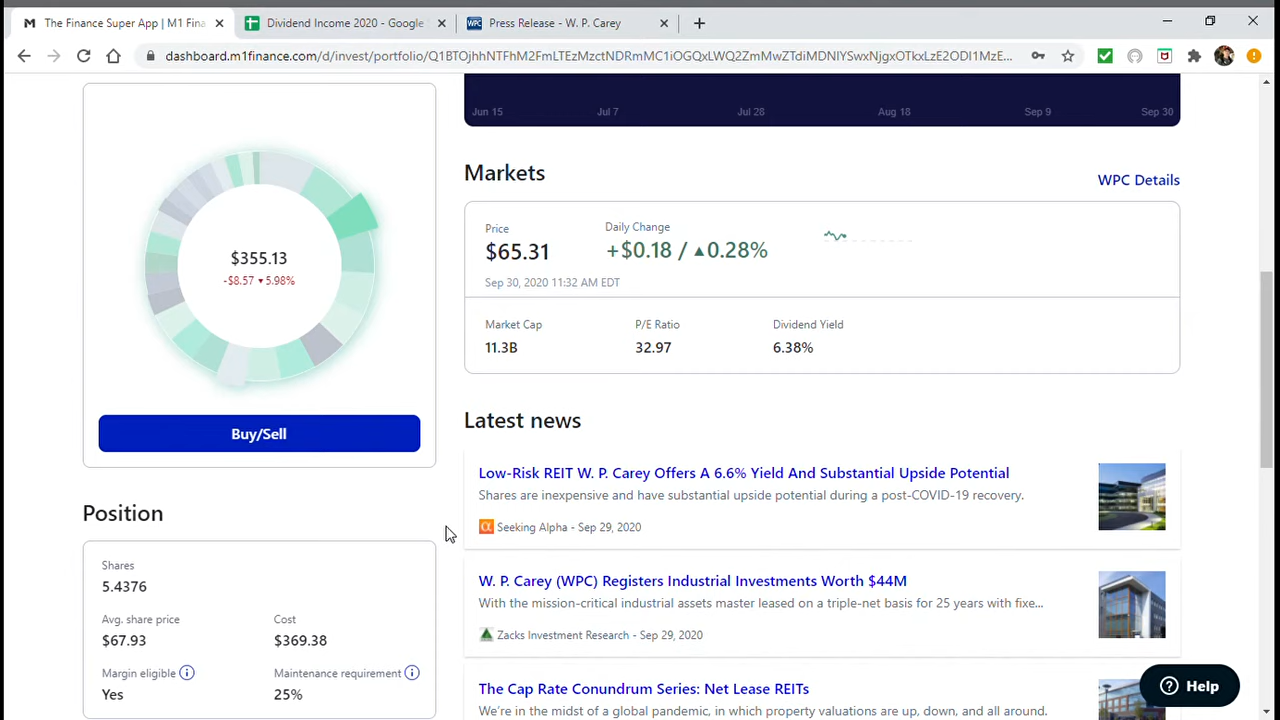 M The Finance Super App | M1 Finan
Dividend Income 2020 - Google
WPC Press Release - W. P. Carey
dashboard.m1finance.com/d/invest/portfolio/Q1BTOihhNTFhM2FmLTEzMzctNDRmMC1iOGQxLWQ2ZmMwZTdiMDNlYSwxNjgxOTkxLzE2ODI1MzE...
$355.13
-$8.57 ▾ 5.98%
Buy/Sell
Position
Shares
5.4376
Avg. share price
Cost
$67.93
$369.38
Margin eligible
Maintenance requirement
Yes
25%
Jun 15 Jul 7 Jul 28 Aug 18 Sep 9 Sep 30
Markets
WPC Details
Price
Daily Change
$65.31
+$0.18 / ▴0.28%
Sep 30, 2020 11:32 AM EDT
Market Cap
P/E Ratio
Dividend Yield
11.3B
32.97
6.38%
Latest news
Low-Risk REIT W. P. Carey Offers A 6.6% Yield And Substantial Upside Potential
Shares are inexpensive and have substantial upside potential during a post-COVID-19 recovery.
α Seeking Alpha - Sep 29, 2020
W. P. Carey (WPC) Registers Industrial Investments Worth $44M
With the mission-critical industrial assets master leased on a triple-net basis for 25 years with fixe...
Zacks Investment Research - Sep 29, 2020
The Cap Rate Conundrum Series: Net Lease REITs
We're in the midst of a global pandemic, in which property valuations are up, down, and all around.
? Help